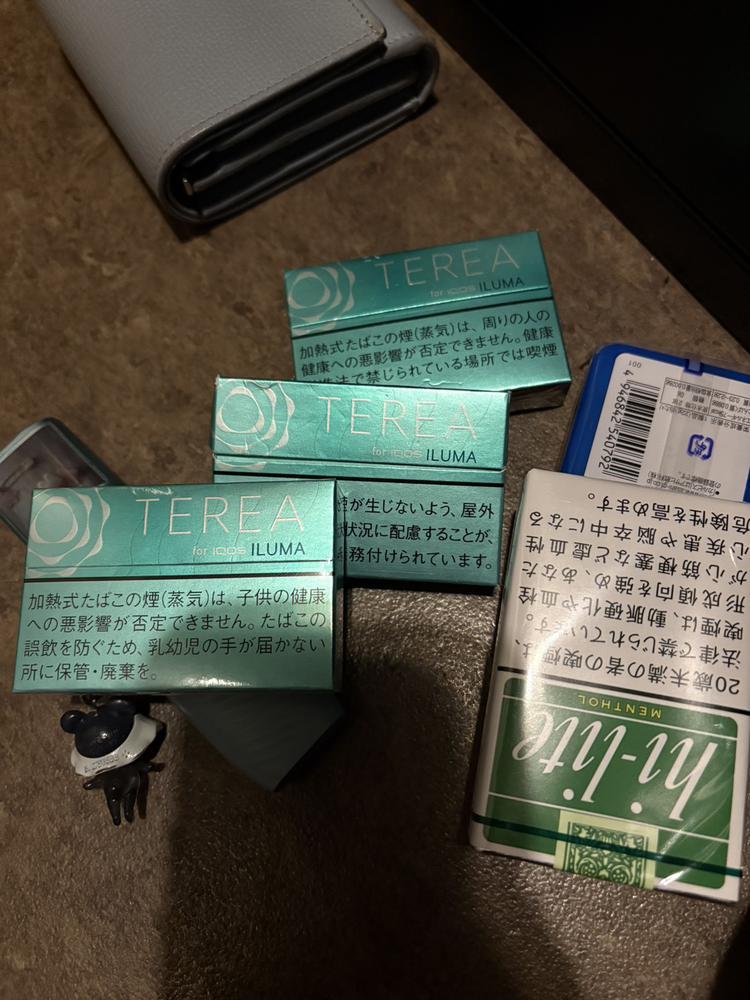 TEREA
for IQOS ILUMA
加熱式たばこの煙(蒸気)は、周りの人の
健康への悪影響が否定できません。健康
法で禁じられている場所では喫煙
TEREA
for IQOS ILUMA
が生じないよう、屋外
状況に配慮することが、
務付けられています。
TEREA
for IQOS ILUMA
加熱式たばこの煙(蒸気)は、子供の健康
への悪影響が否定できません。たばこの
誤飲を防ぐため、乳幼児の手が届かない
所に保管・廃棄を。
001
4 946842 540792
hi-lite
MENTHOL
20歳未満の者の喫煙は、
法律で禁じられています。
喫煙は、動脈硬化や血栓
形成傾向を強め、あなた
が心筋梗塞など虚血性
心疾患や脳卒中になる
危険性を高めます。